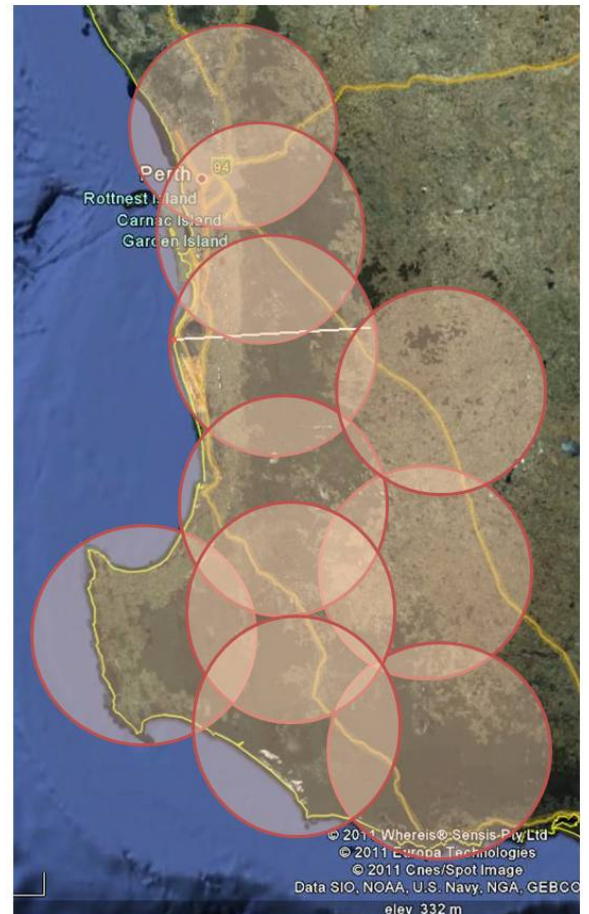 94
Perth
Rottnest Island
Carnac Island
Garden Island
© 2011 Whereis® Sensis Pty Ltd
© 2011 Europa Technologies
© 2011 Cnes/Spot Image
Data SIO, NOAA, U.S. Navy, NGA, GEBCO
elev 332 m